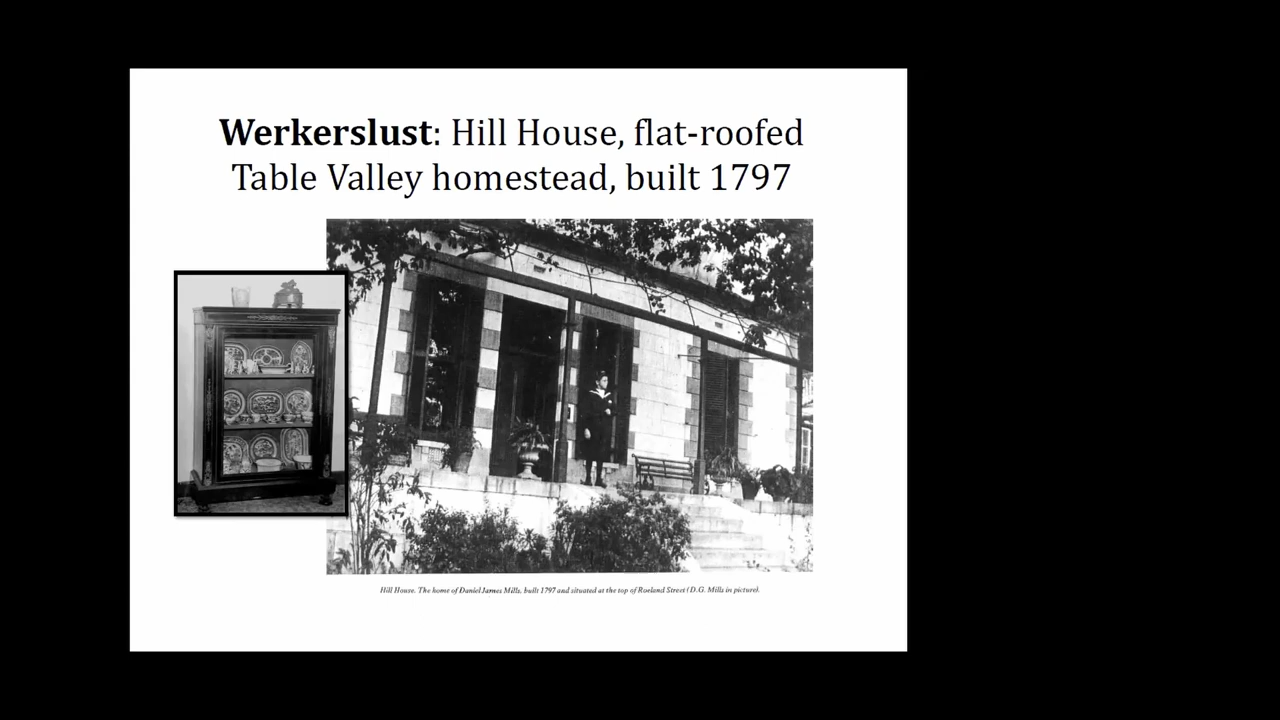 Werkerslust: Hill House, flat-roofed
Table Valley homestead, built 1797
Hill House. The home of Daniel James Mills, built 1797 and situated at the top of Roeland Street (D.G. Mills in picture).